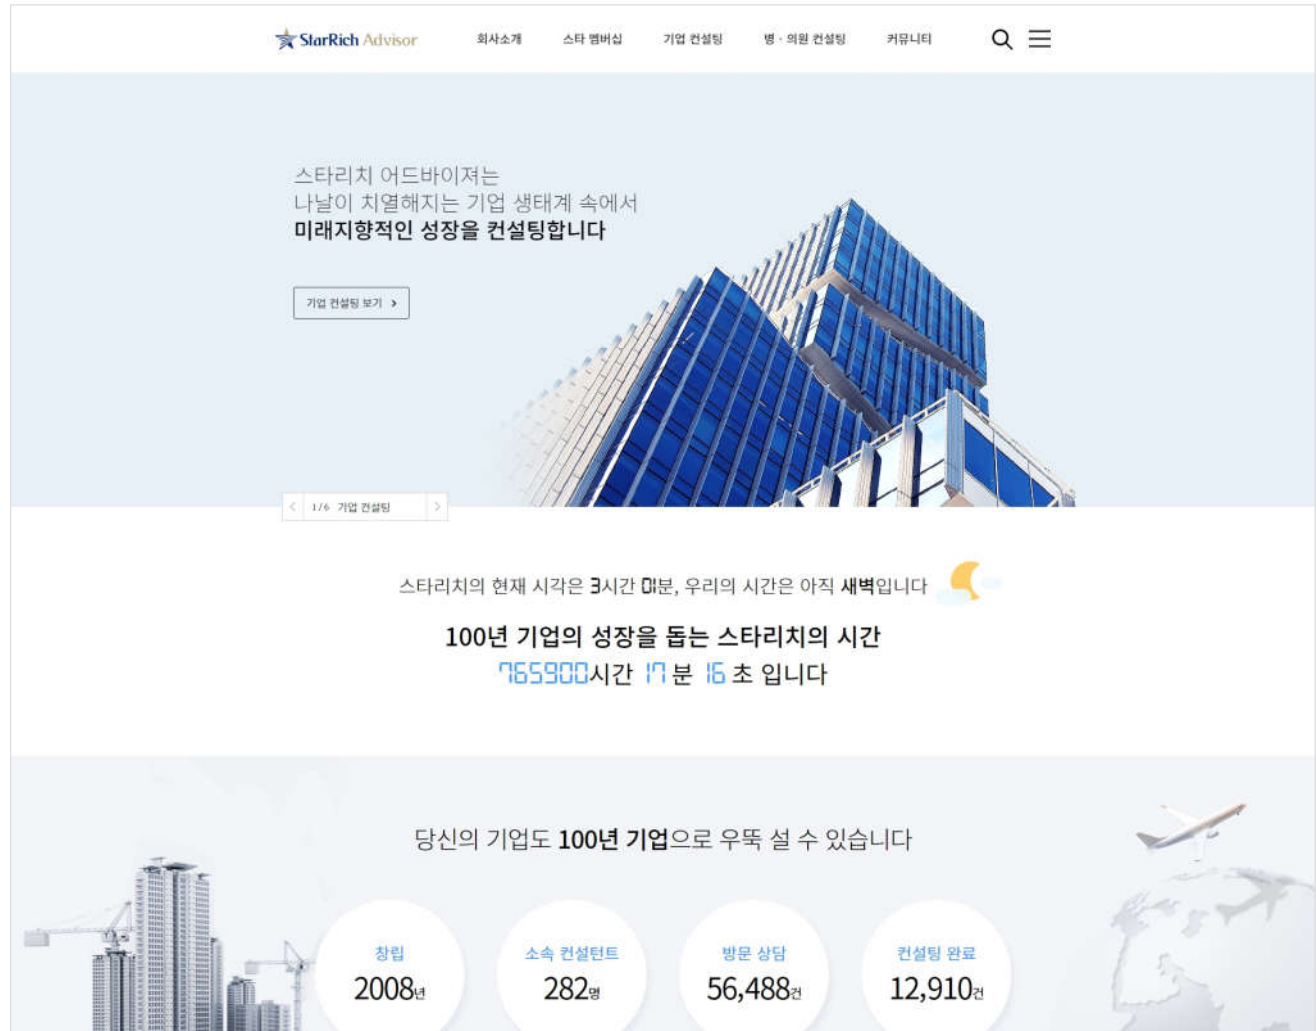 StarRich Advisor
회사소개
스타 멤버십
기업 컨설팅
병 · 의원 컨설팅
커뮤니티
스타리치 어드바이져는
나날이 치열해지는 기업 생태계 속에서
미래지향적인 성장을 컨설팅합니다
기업 컨설팅 보기 >
< 1/6 기업 컨설팅 >
스타리치의 현재 시각은 3시간 01분, 우리의 시간은 아직 새벽입니다
100년 기업의 성장을 돕는 스타리치의 시간
765900시간 17 분 16 초 입니다
당신의 기업도 100년 기업으로 우뚝 설 수 있습니다
창립
2008년
소속 컨설턴트
282명
방문 상담
56,488건
컨설팅 완료
12,910건